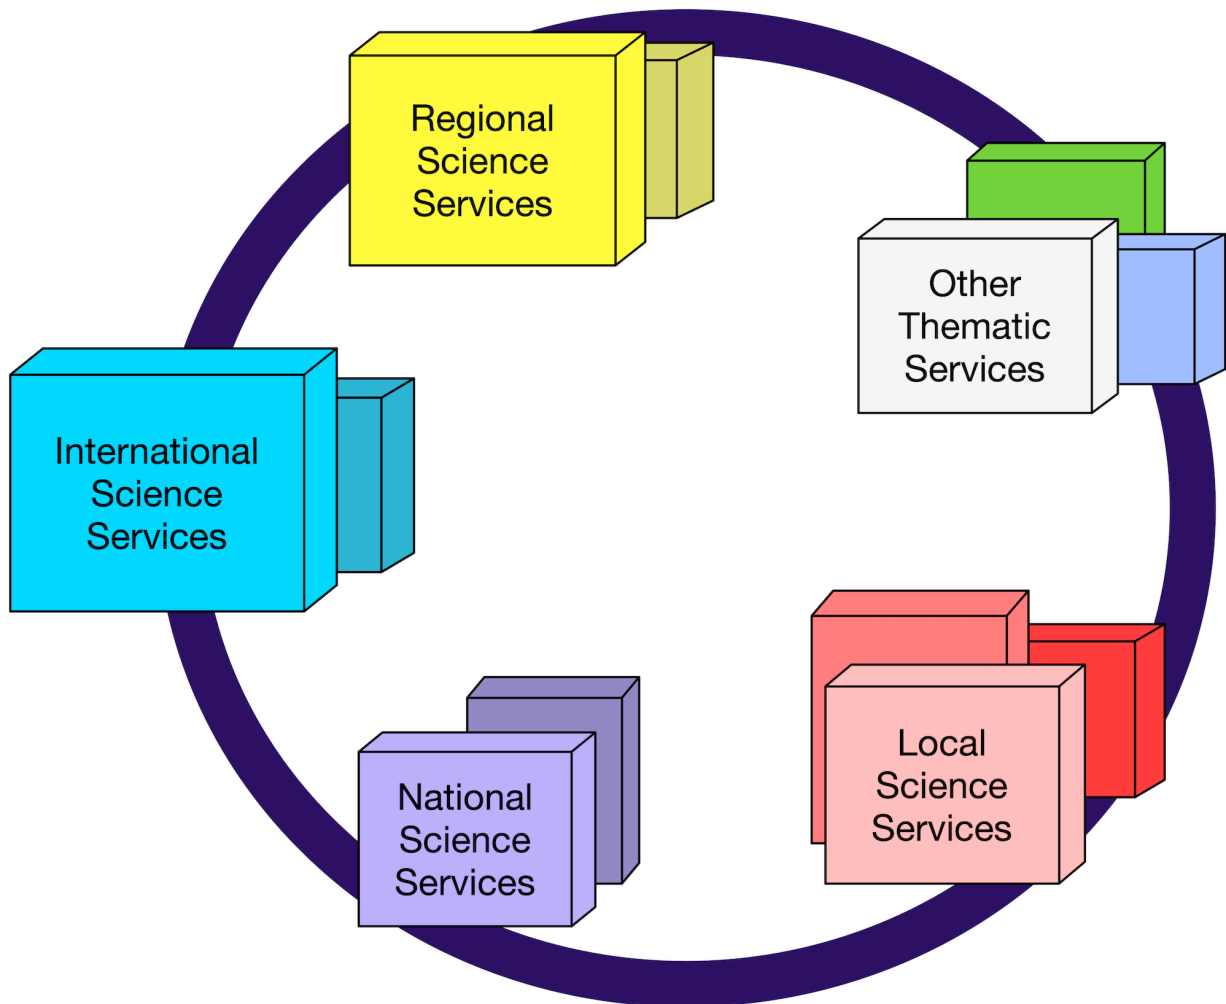 Regional
Science
Services
Other
Thematic
Services
International
Science
Services
Local
Science
Services
National
Science
Services